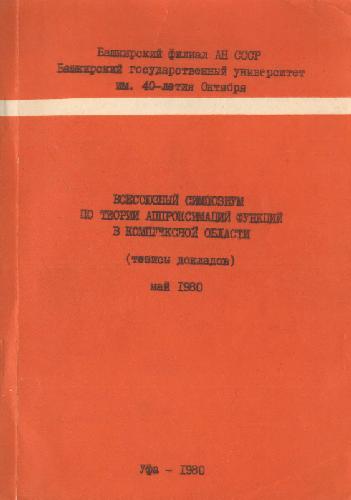 Башкирский филиал АН СССР
Башкирский государственный университет
им. 40-летия Октября
ВСЕСОЮЗНЫЙ СИМПОЗИУМ
ПО ТЕОРИИ АППРОКСИМАЦИЙ ФУНКЦИЙ
В КОМПЛЕКСНОЙ ОБЛАСТИ
(тезисы докладов)
май 1980
Уфа - 1980